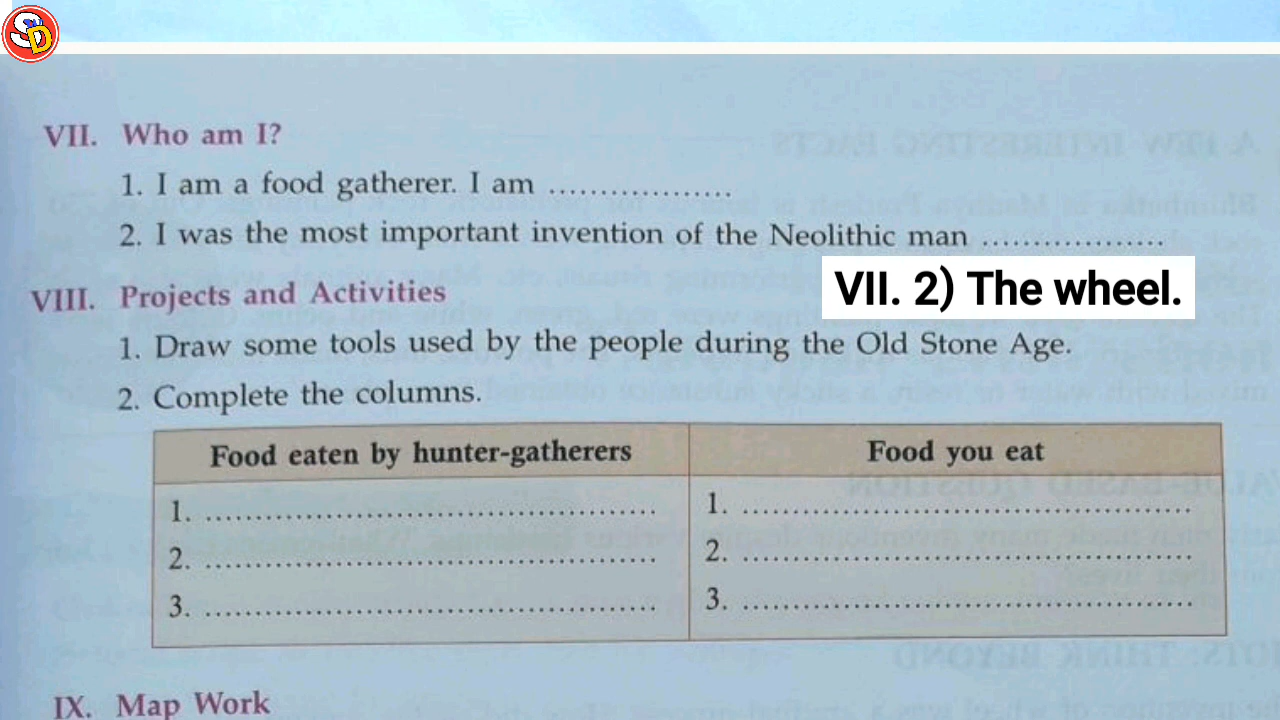 SD
VII. Who am I?
1. I am a food gatherer. I am ..................
2. I was the most important invention of the Neolithic man ..................
VII. 2) The wheel.
VIII. Projects and Activities
1. Draw some tools used by the people during the Old Stone Age.
2. Complete the columns.
Food eaten by hunter-gatherers Food you eat
1. ............................................. 1. .............................................
2. ............................................. 2. .............................................
3. ............................................. 3. .............................................
IX. Map Work